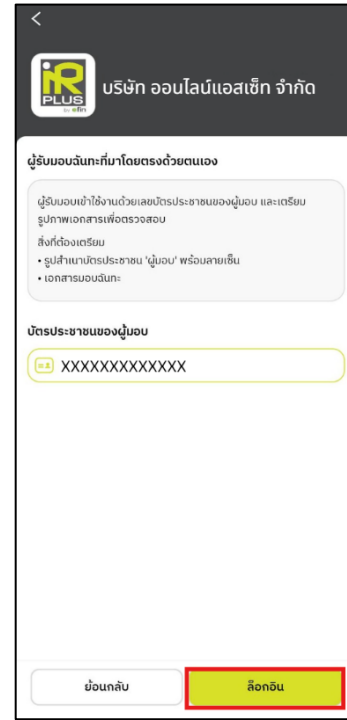 iR
PLUS
by efin
บริษัท ออนไลน์แอสเซ็ท จำกัด
ผู้รับมอบฉันทะที่มาโดยตรงด้วยตนเอง
ผู้รับมอบเข้าใช้งานด้วยเลขบัตรประชาชนของผู้มอบ และเตรียม
รูปภาพเอกสารเพื่อตรวจสอบ
สิ่งที่ต้องเตรียม
• รูปสำเนาบัตรประชาชน 'ผู้มอบ' พร้อมลายเซ็น
• เอกสารมอบฉันทะ
บัตรประชาชนของผู้มอบ
XXXXXXXXXXXXX
ย้อนกลับ
ล็อกอิน